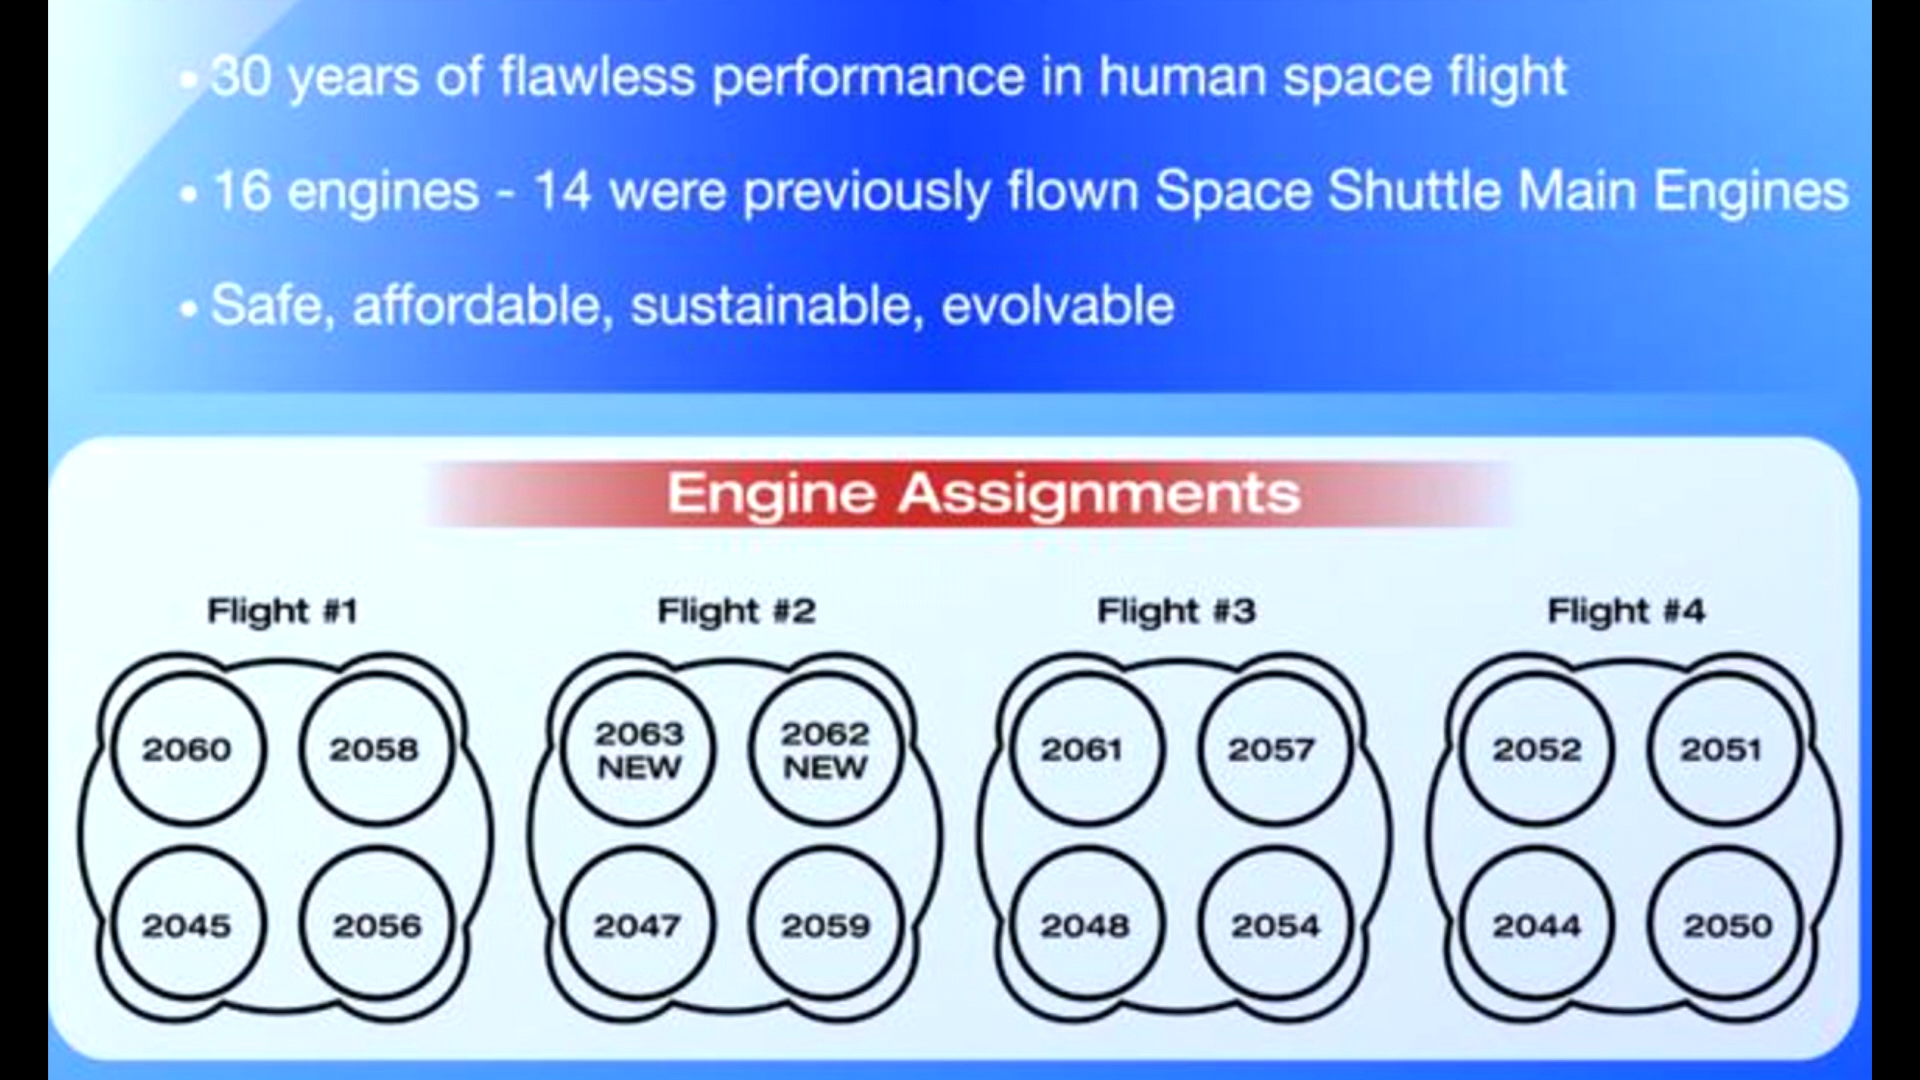 • 30 years of flawless performance in human space flight
• 16 engines - 14 were previously flown Space Shuttle Main Engines
• Safe, affordable, sustainable, evolvable
Engine Assignments
Flight #1
Flight #2
Flight #3
Flight #4
2060
2058
2045
2056
2063
NEW
2062
NEW
2047
2059
2061
2057
2048
2054
2052
2051
2044
2050